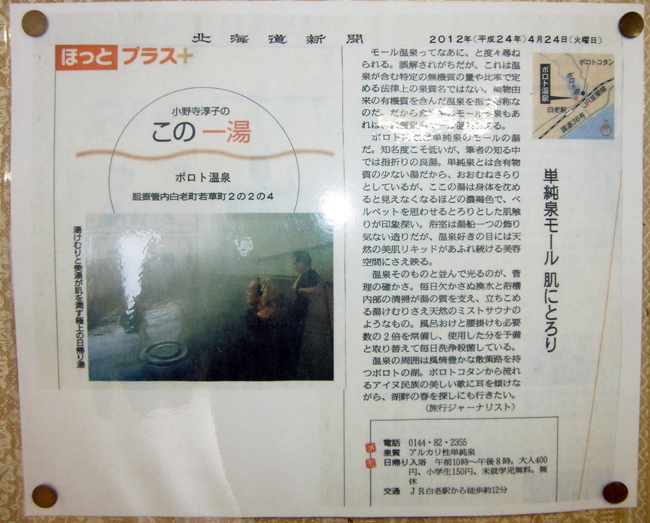 北海道新聞
2012年(平成24年)4月24日(火曜日)
ほっとプラス+
小野寺淳子の
この一湯
ポロト温泉
胆振管内白老町若草町2の2の4
湯けむりと美湯が肌を潤す極上の日帰り湯
単純泉モール 肌にとろり
ポロトコタン
ポロト湖
ポロト温泉
白老駅
JR室蘭線
国道36号
モール温泉ってなあに、と度々尋ね
られる。誤解されがちだが、これは温
泉が含む特定の無機質の量や比率で定
める法律上の泉質名ではない。植物由
来の有機質を含んだ温泉を指す俗称な
のだ。だから食塩泉のモール温泉もあ
れば
ポロト
単純泉のモールの湯
だ。知名度こそ低いが、筆者の知る中
では指折りの良湯。単純泉とは含有物
質の少ない湯だから、おおむねさらり
としているが、ここの湯は身体を沈め
ると見えなくなるほどの濃褐色で、ベ
ルベットを思わせるとろりとした肌触
りが印象深い。浴室は湯船一つの飾り
気ない造りだが、温泉好きの目には天
然の美肌リキッドがあふれ続ける美容
空間にさえ映る。
温泉そのものと並んで光るのが、管
理の確かさ。毎日欠かさぬ換水と浴槽
内部の清掃が湯の質を支え、立ちこめ
る湯けむりさえ天然のミストサウナの
ようなもの。風呂おけと腰掛けも必要
数の2倍を常備し、使用した分を予備
と取り替えて毎日洗浄殺菌している。
温泉の周囲は風情豊かな散策路を持
つポロトの湖。ポロトコタンから流れ
るアイヌ民族の美しい歌に耳を傾けな
がら、湖畔の春を探しにも行きたい。
(旅行ジャーナリスト)
メモ
電話 0144・82・2355
泉質 アルカリ性単純泉
日帰り入浴 午前10時〜午後8時。大人400
円、小学生150円、未就学児無料。無
休
交通 JR白老駅から徒歩約12分